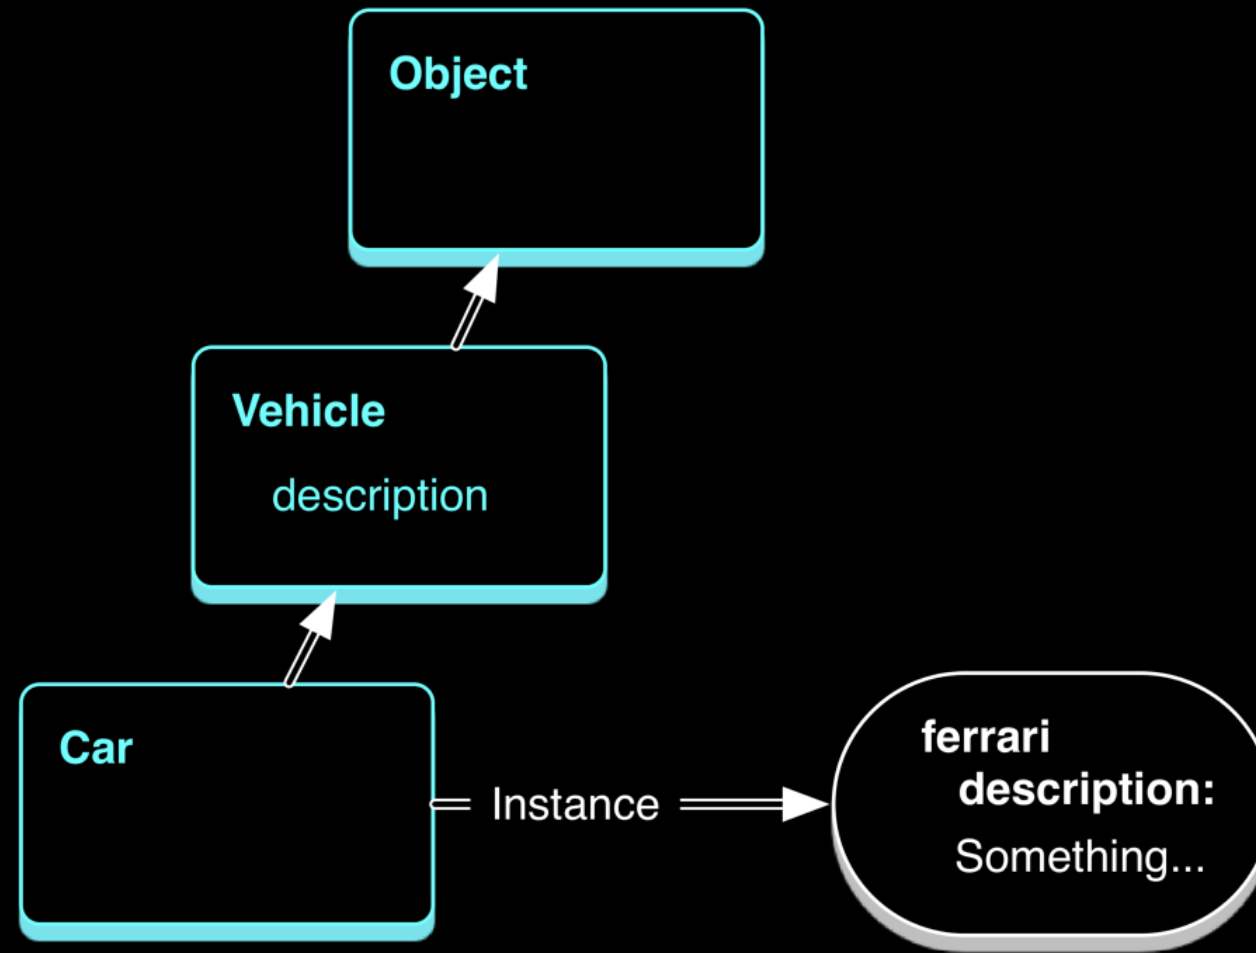 Object
Vehicle
description
Car
Instance
ferrari
description:
Something...